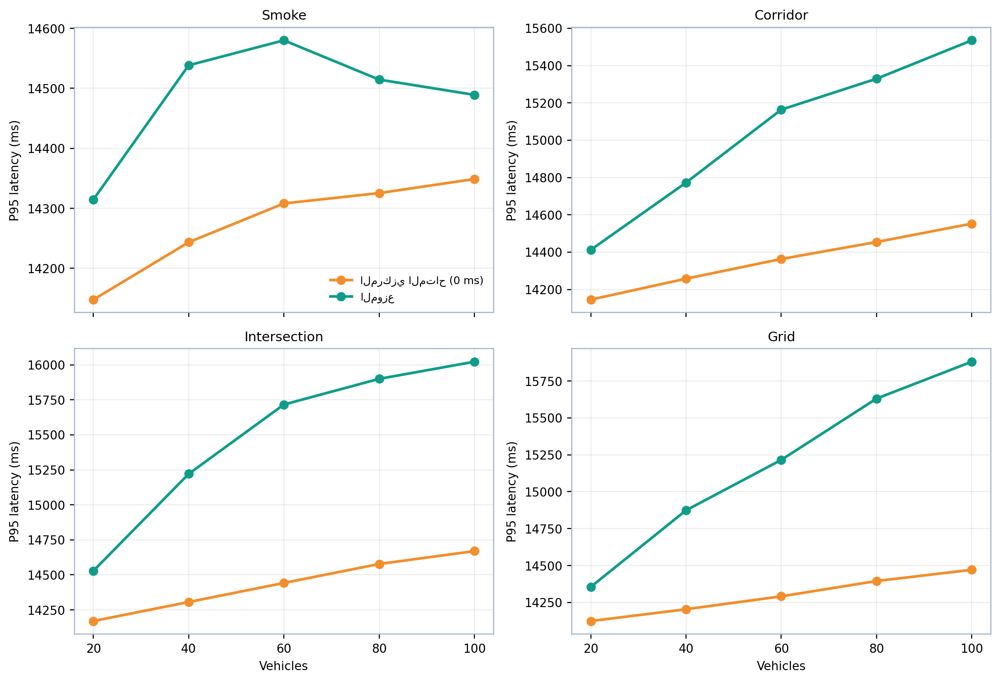 Smoke
14600
14500
14400
14300
14200
P95 latency (ms)
المركزي المتاح (0 ms)
الموزع
Corridor
15600
15400
15200
15000
14800
14600
14400
14200
P95 latency (ms)
Intersection
16000
15750
15500
15250
15000
14750
14500
14250
P95 latency (ms)
20 40 60 80 100
Vehicles
Grid
15750
15500
15250
15000
14750
14500
14250
P95 latency (ms)
20 40 60 80 100
Vehicles